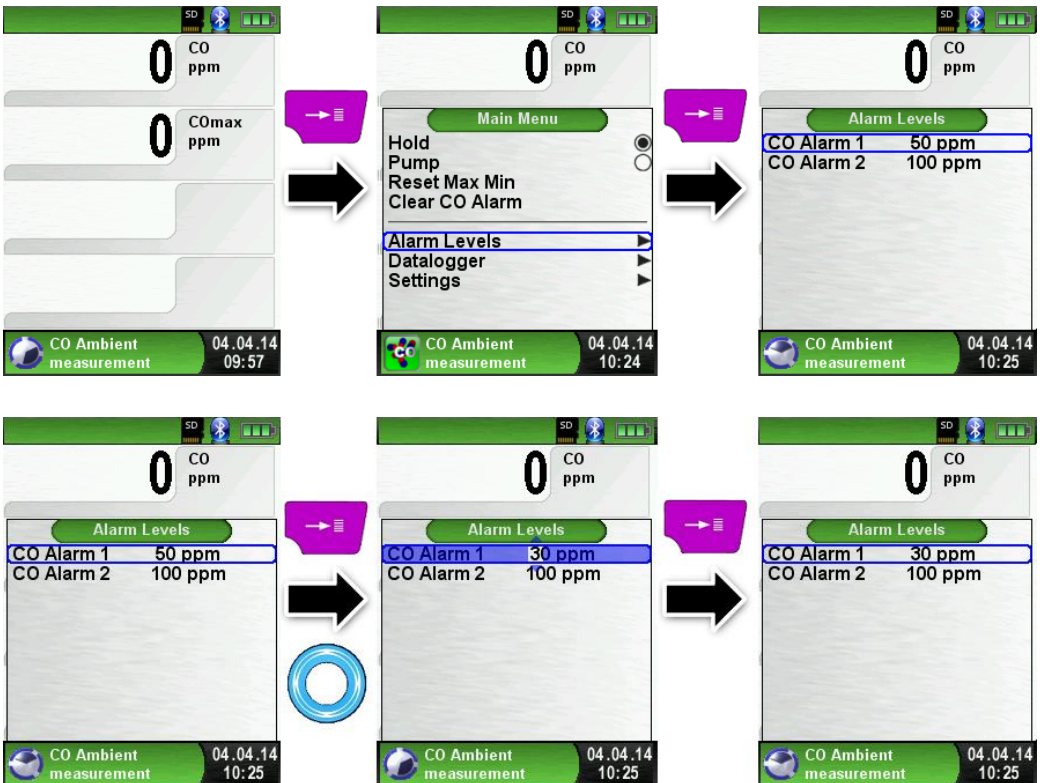 SD
0 CO
ppm
0 COmax
ppm
CO Ambient 04.04.14
measurement 09:57
SD
0 CO
ppm
Main Menu
Hold
Pump
Reset Max Min
Clear CO Alarm
Alarm Levels
Datalogger
Settings
CO
CO Ambient 04.04.14
measurement 10:24
SD
0 CO
ppm
Alarm Levels
CO Alarm 1 50 ppm
CO Alarm 2 100 ppm
CO Ambient 04.04.14
measurement 10:25
SD
0 CO
ppm
Alarm Levels
CO Alarm 1 50 ppm
CO Alarm 2 100 ppm
CO Ambient 04.04.14
measurement 10:25
SD
0 CO
ppm
Alarm Levels
CO Alarm 1 30 ppm
CO Alarm 2 100 ppm
CO Ambient 04.04.14
measurement 10:25
SD
0 CO
ppm
Alarm Levels
CO Alarm 1 30 ppm
CO Alarm 2 100 ppm
CO Ambient 04.04.14
measurement 10:25